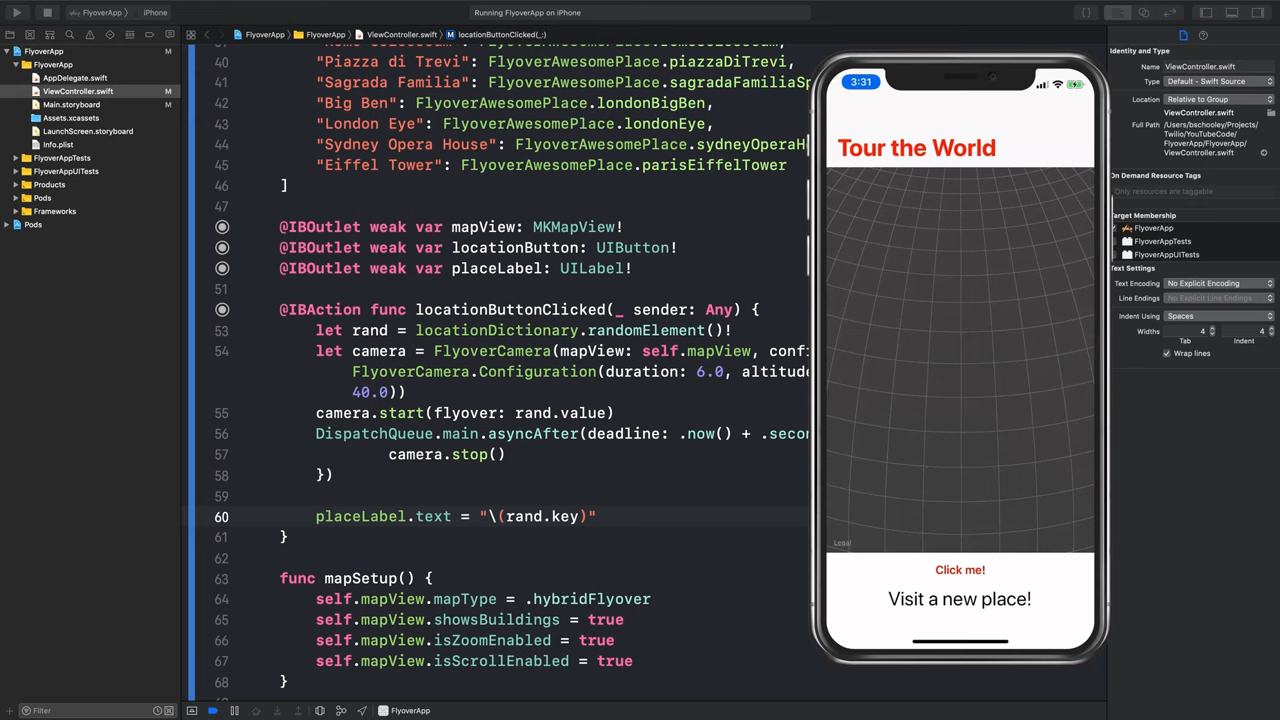 FlyoverApp 〉 iPhone
Running FlyoverApp on iPhone
FlyoverApp M
FlyoverApp
AppDelegate.swift
ViewController.swift M
Main.storyboard M
Assets.xcassets
LaunchScreen.storyboard
Info.plist
FlyoverAppTests
FlyoverAppUITests
Products
Pods
Frameworks
Pods
Filter
FlyoverApp 〉 FlyoverApp 〉 ViewController.swift 〉 M locationButtonClicked(_:)
40 "Piazza di Trevi": FlyoverAwesomePlace.piazzaDiTrevi,
41 "Sagrada Familia": FlyoverAwesomePlace.sagradaFamiliaSp
42 "Big Ben": FlyoverAwesomePlace.londonBigBen,
43 "London Eye": FlyoverAwesomePlace.londonEye,
44 "Sydney Opera House": FlyoverAwesomePlace.sydneyOperaHo
45 "Eiffel Tower": FlyoverAwesomePlace.parisEiffelTower
46 ]
47
@IBOutlet weak var mapView: MKMapView!
@IBOutlet weak var locationButton: UIButton!
@IBOutlet weak var placeLabel: UILabel!
51
@IBAction func locationButtonClicked(_ sender: Any) {
53 let rand = locationDictionary.randomElement()!
54 let camera = FlyoverCamera(mapView: self.mapView, confi
FlyoverCamera.Configuration(duration: 6.0, altitud
40.0))
55 camera.start(flyover: rand.value)
56 DispatchQueue.main.asyncAfter(deadline: .now() + .secon
57 camera.stop()
58 })
59
60 placeLabel.text = "\(rand.key)"
61 }
62
63 func mapSetup() {
64 self.mapView.mapType = .hybridFlyover
65 self.mapView.showsBuildings = true
66 self.mapView.isZoomEnabled = true
67 self.mapView.isScrollEnabled = true
68 }
FlyoverApp
3:31
Tour the World
Legal
Click me!
Visit a new place!
Identity and Type
Name ViewController.swift
Type Default - Swift Source
Location Relative to Group
ViewController.swift
Full Path /Users/
bschooley/Projects/
Twilio/YouTubeCode/
FlyoverApp/FlyoverApp/
ViewController.swift
On Demand Resource Tags
Only resources are taggable
Target Membership
FlyoverApp
FlyoverAppTests
FlyoverAppUITests
Text Settings
Text Encoding No Explicit Encoding
Line Endings No Explicit Line Endings
Indent Using Spaces
Widths 4 4
Tab Indent
Wrap lines